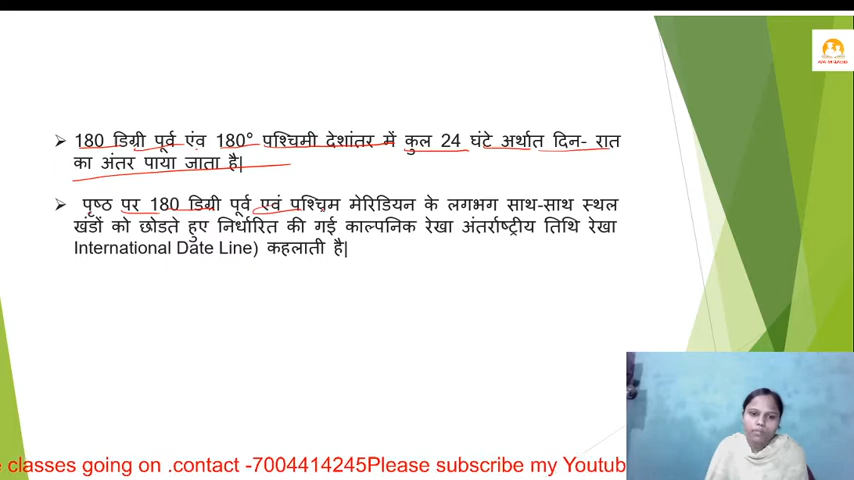 180 डिग्री पूर्व एंव 180° पश्चिमी देशांतर में कुल 24 घंटे अर्थात दिन- रात
का अंतर पाया जाता है|
पृष्ठ पर 180 डिग्री पूर्व एवं पश्चिम मेरिडियन के लगभग साथ-साथ स्थल
खंडों को छोडते हुए निर्धारित की गई काल्पनिक रेखा अंतर्राष्ट्रीय तिथि रेखा
International Date Line) कहलाती है|
e classes going on .contact -7004414245Please subscribe my Youtub